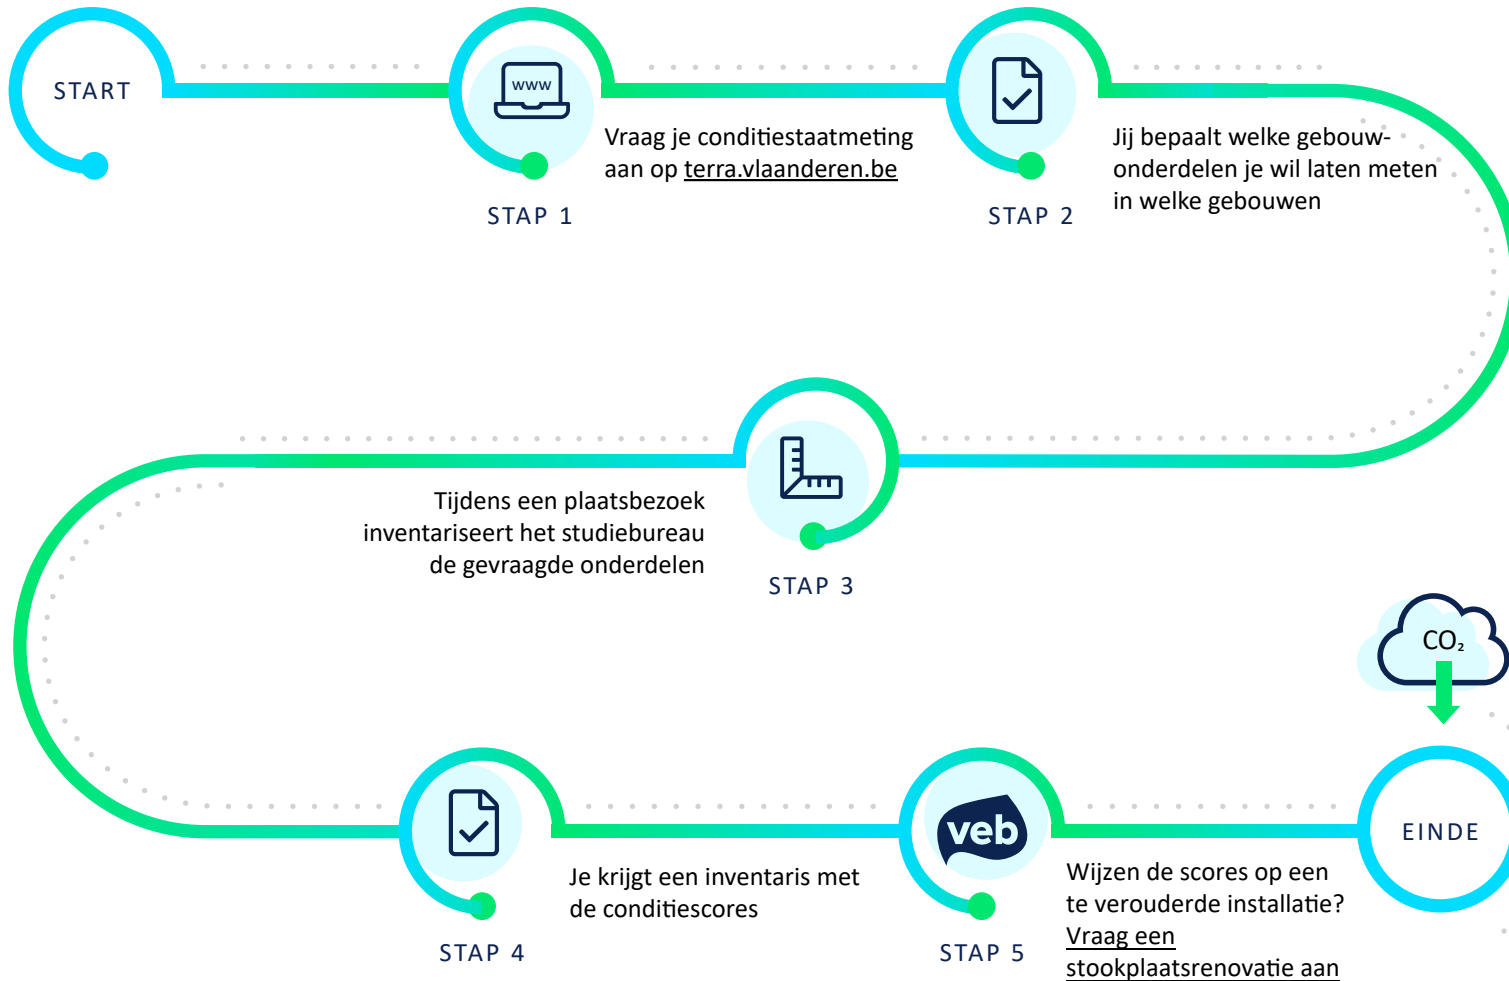 START
www
STAP 1
Vraag je conditiestaatmeting
aan op terra.vlaanderen.be
STAP 2
Jij bepaalt welke gebouw-
onderdelen je wil laten meten
in welke gebouwen
Tijdens een plaatsbezoek
inventariseert het studiebureau
de gevraagde onderdelen
STAP 3
STAP 4
Je krijgt een inventaris met
de conditiescores
veb
STAP 5
Wijzen de scores op een
te verouderde installatie?
Vraag een
stookplaatsrenovatie aan
CO₂
EINDE